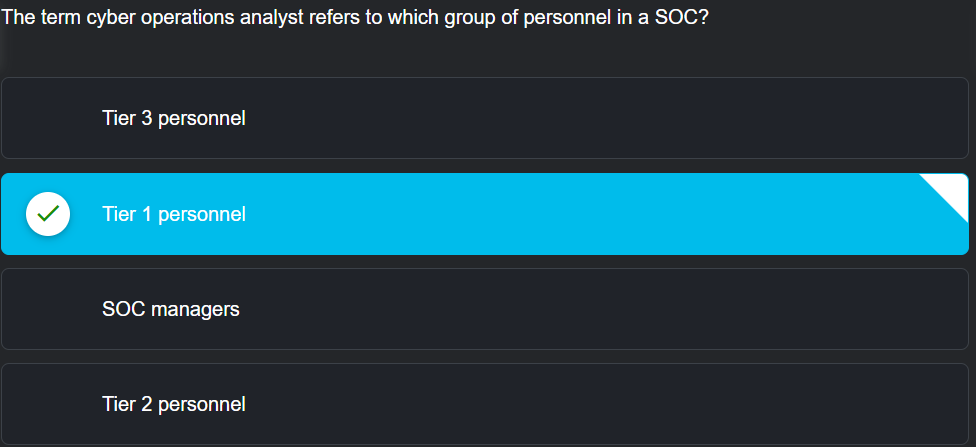 The term cyber operations analyst refers to which group of personnel in a SOC?
Tier 3 personnel
Tier 1 personnel
SOC managers
Tier 2 personnel